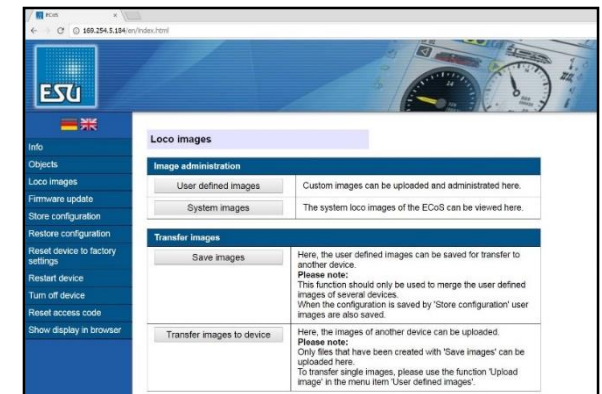 ECoS
169.254.5.184/en/index.html
ESU
Info
Objects
Loco images
Firmware update
Store configuration
Restore configuration
Reset device to factory
settings
Restart device
Turn off device
Reset access code
Show display in browser
Loco images
Image administration
User defined images
Custom images can be uploaded and administrated here.
System images
The system loco images of the ECoS can be viewed here.
Transfer images
Save images
Here, the user defined images can be saved for transfer to
another device.
Please note:
This function should only be used to merge the user defined
images of several devices.
When the configuration is saved by 'Store configuration' user
images are also saved.
Transfer images to device
Here, the images of another device can be uploaded.
Please note:
Only files that have been created with 'Save images' can be
uploaded here.
To transfer single images, please use the function 'Upload
image' in the menu item 'User defined images'.